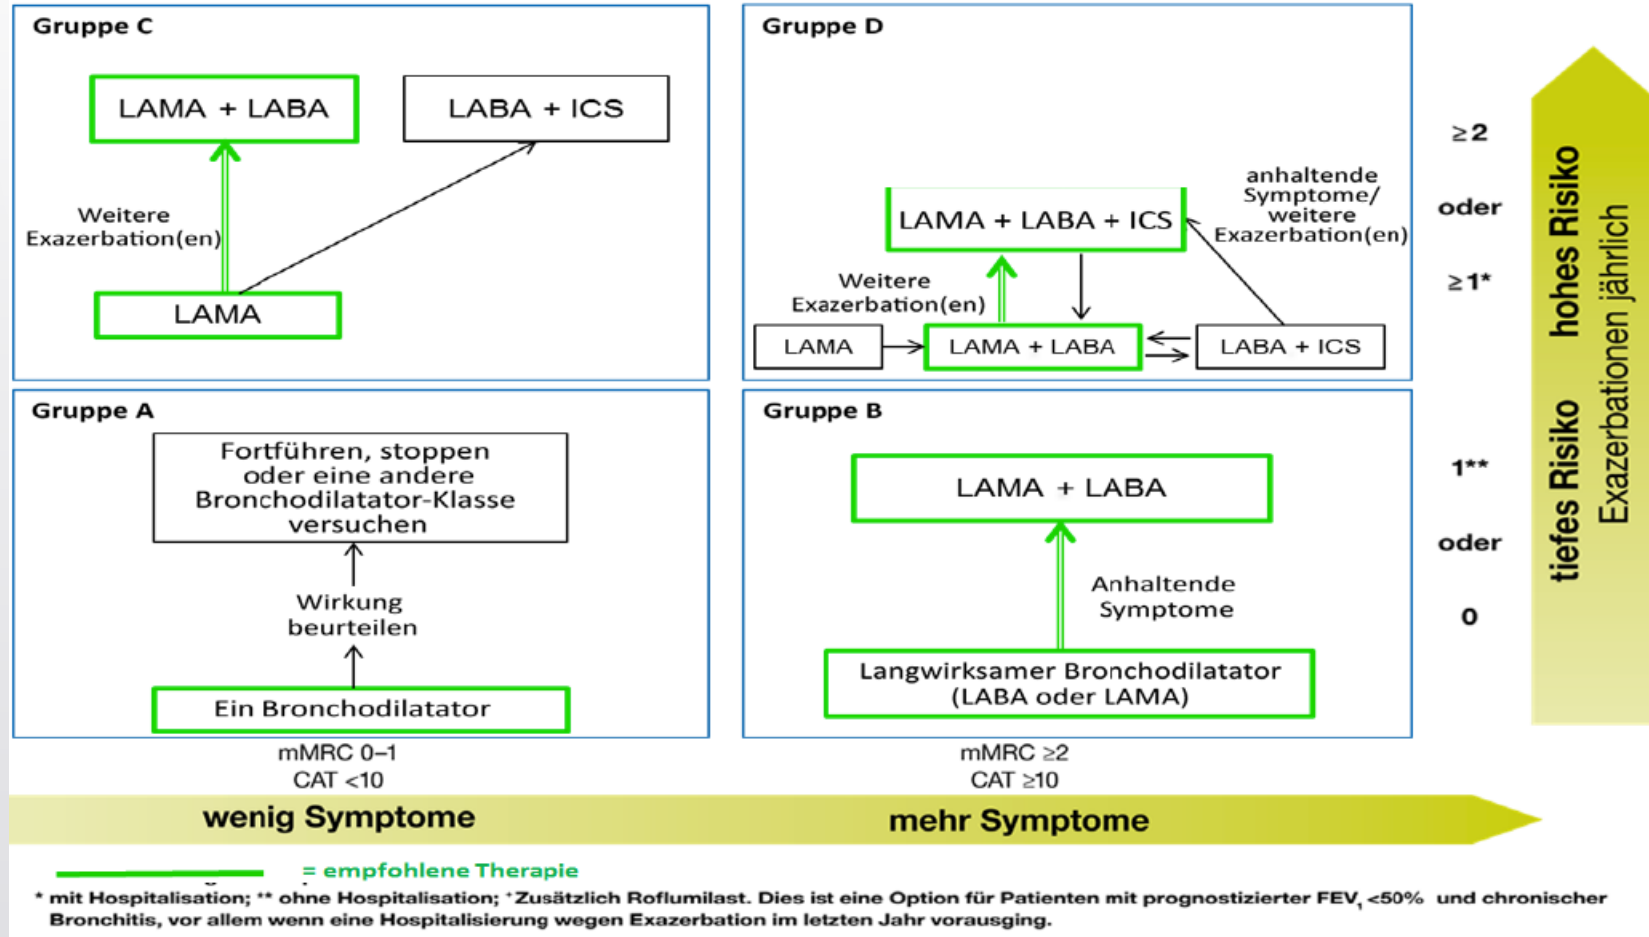 Gruppe C
LAMA + LABA
LABA + ICS
Weitere
Exazerbation(en)
LAMA
Gruppe D
anhaltende
Symptome/
weitere
Exazerbation(en)
LAMA + LABA + ICS
Weitere
Exazerbation(en)
LAMA
LAMA + LABA
LABA + ICS
≥2
oder
≥1*
Gruppe A
Fortführen, stoppen
oder eine andere
Bronchodilatator-Klasse
versuchen
Wirkung
beurteilen
Ein Bronchodilatator
Gruppe B
LAMA + LABA
Anhaltende
Symptome
Langwirksamer Bronchodilatator
(LABA oder LAMA)
1**
oder
0
tiefes Risiko hohes Risiko
Exazerbationen jährlich
mMRC 0–1
CAT <10
mMRC ≥2
CAT ≥10
wenig Symptome
mehr Symptome
= empfohlene Therapie
* mit Hospitalisation; ** ohne Hospitalisation; ⁺Zusätzlich Roflumilast. Dies ist eine Option für Patienten mit prognostizierter FEV₁ <50% und chronischer
Bronchitis, vor allem wenn eine Hospitalisierung wegen Exazerbation im letzten Jahr vorausging.